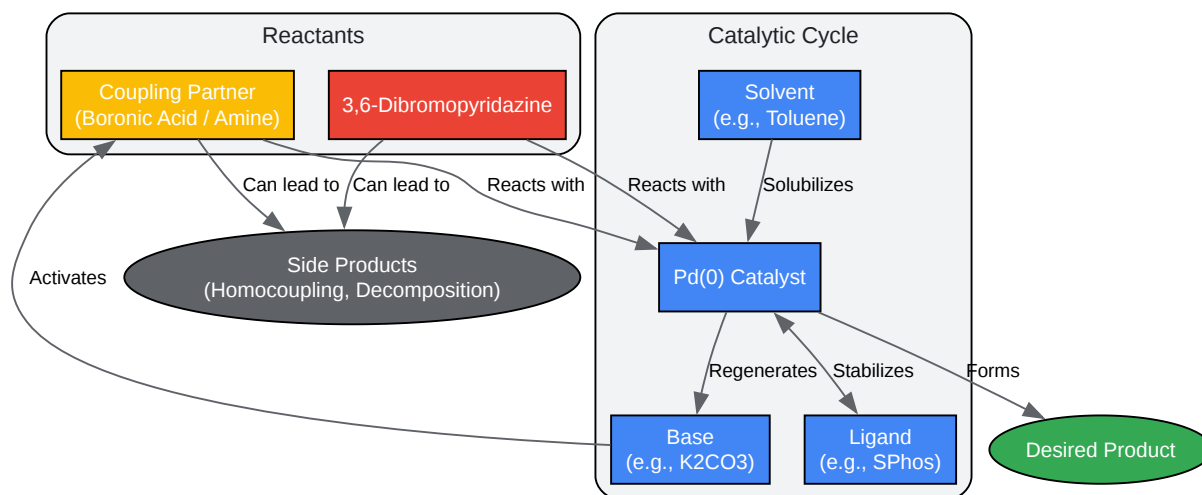 Reactants
Catalytic Cycle
Coupling Partner
(Boronic Acid / Amine)
3,6-Dibromopyridazine
Solvent
(e.g., Toluene)
Can lead to
Can lead to
Reacts with
Reacts with
Solubilizes
Activates
Side Products
(Homocoupling, Decomposition)
Pd(0) Catalyst
Regenerates
Stabilizes
Forms
Base
(e.g., K2CO3)
Ligand
(e.g., SPhos)
Desired Product